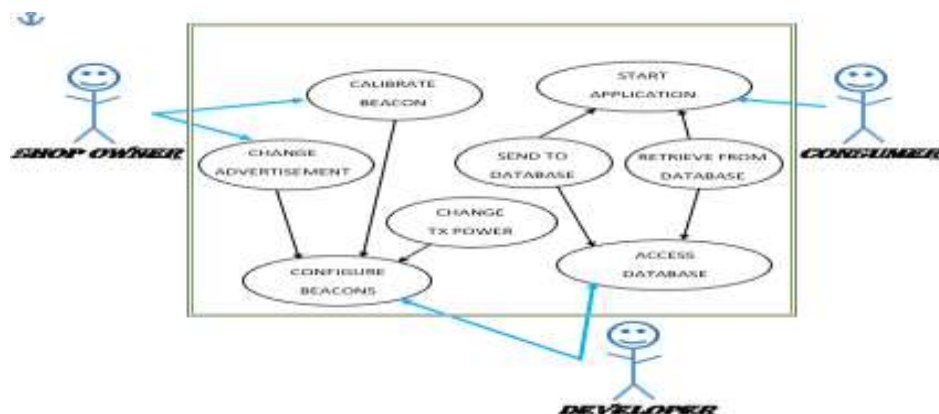 CALIBRATE
BEACON
START
APPLICATION
SHOP OWNER
CHANGE
ADVERTISEMENT
SEND TO
DATABASE
RETRIEVE FROM
DATABASE
CONSUMER
CHANGE
TX POWER
CONFIGURE
BEACONS
ACCESS
DATABASE
DEVELOPER